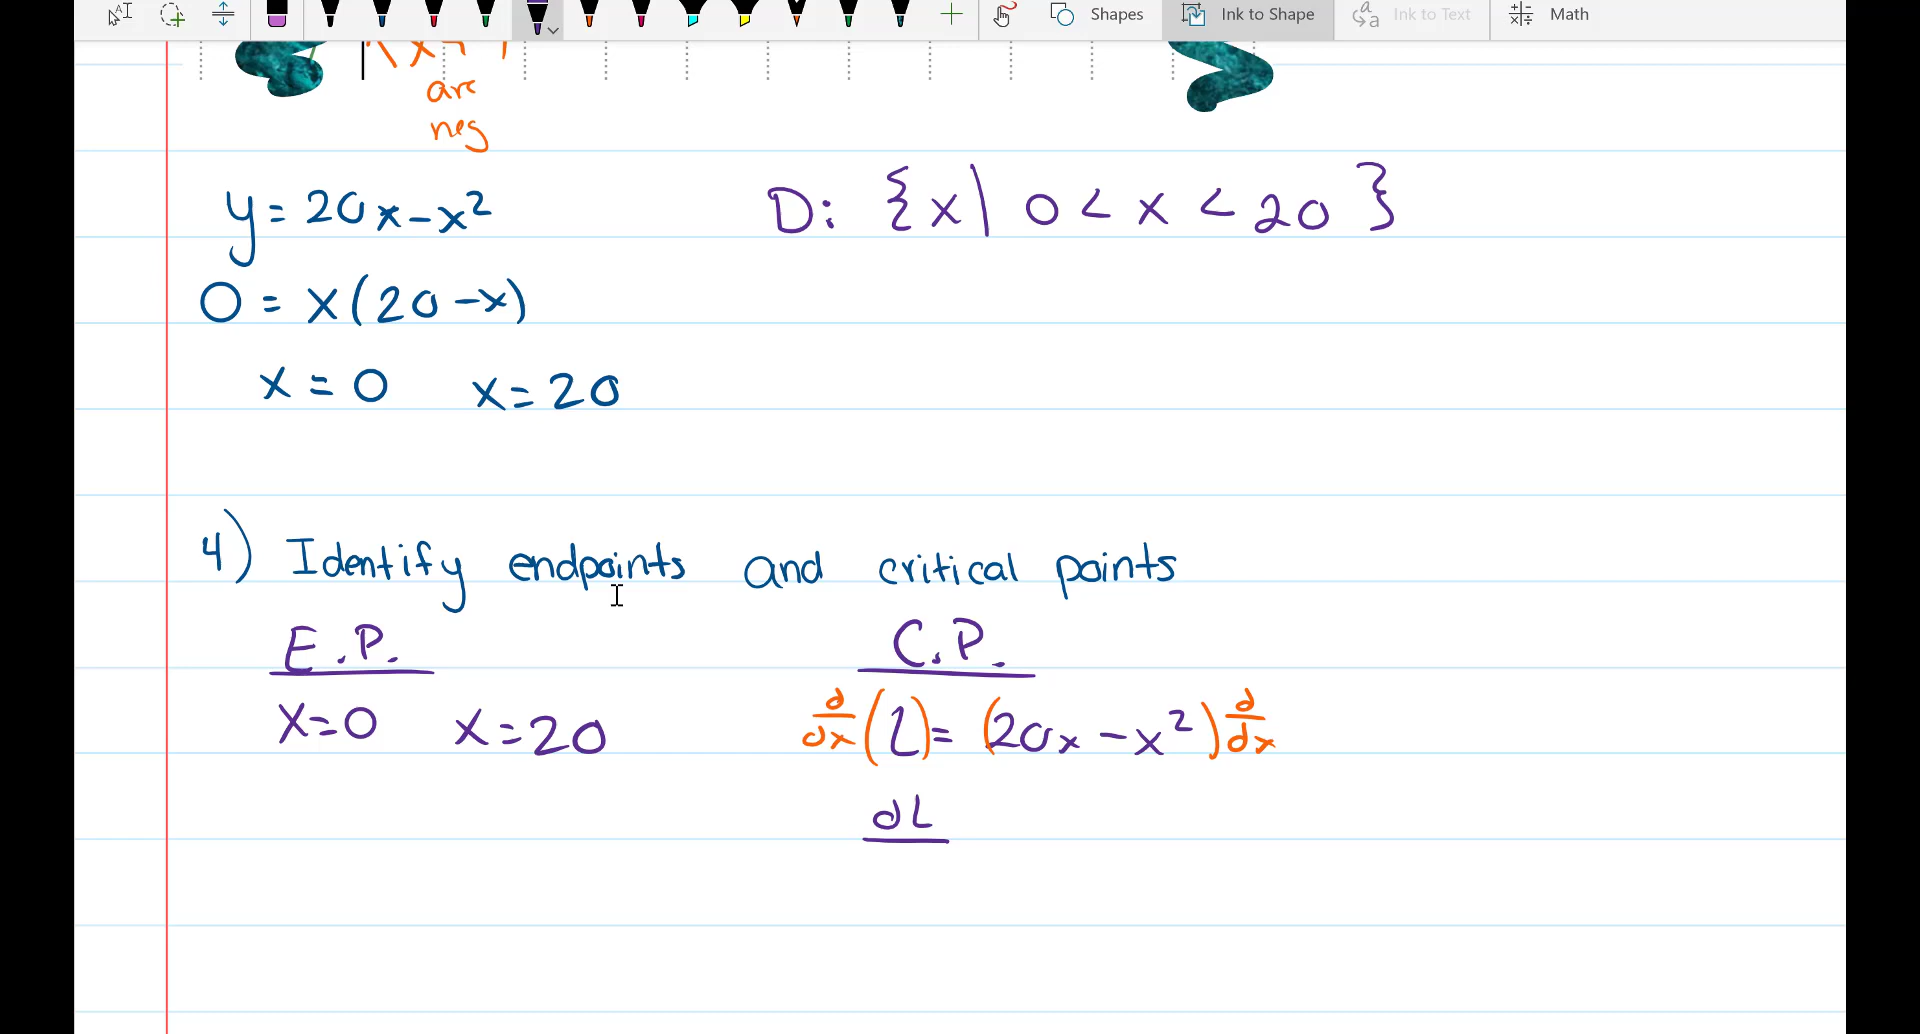 Shapes Ink to Shape Ink to Text Math
are
neg
y = 20x - x²
D: {x| 0 < x < 20 }
0 = x(20 - x)
x = 0 x = 20
4) Identify endpoints and critical points
E.P. C.P.
x = 0 x = 20
d/dx (L) = (20x - x²) d/dx
dL